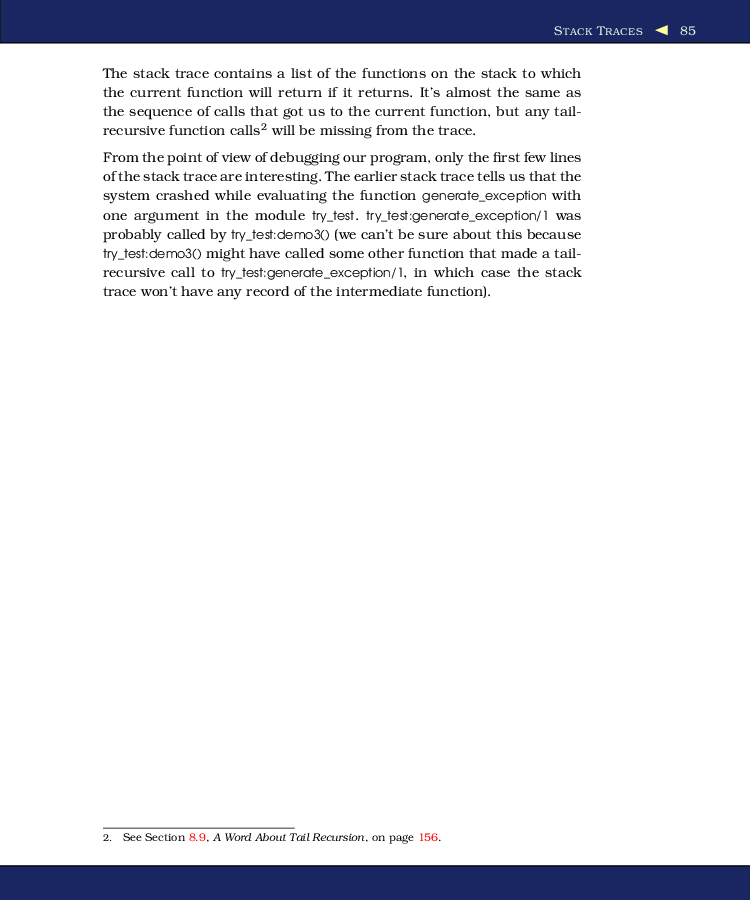 STACK TRACES ◀ 85
The stack trace contains a list of the functions on the stack to which
the current function will return if it returns. It's almost the same as
the sequence of calls that got us to the current function, but any tail-
recursive function calls2 will be missing from the trace.
From the point of view of debugging our program, only the first few lines
of the stack trace are interesting. The earlier stack trace tells us that the
system crashed while evaluating the function generate_exception with
one argument in the module try_test. try_test:generate_exception/1 was
probably called by try_test:demo3() (we can't be sure about this because
try_test:demo3() might have called some other function that made a tail-
recursive call to try_test:generate_exception/1, in which case the stack
trace won't have any record of the intermediate function).
2. See Section 8.9, A Word About Tail Recursion, on page 156.